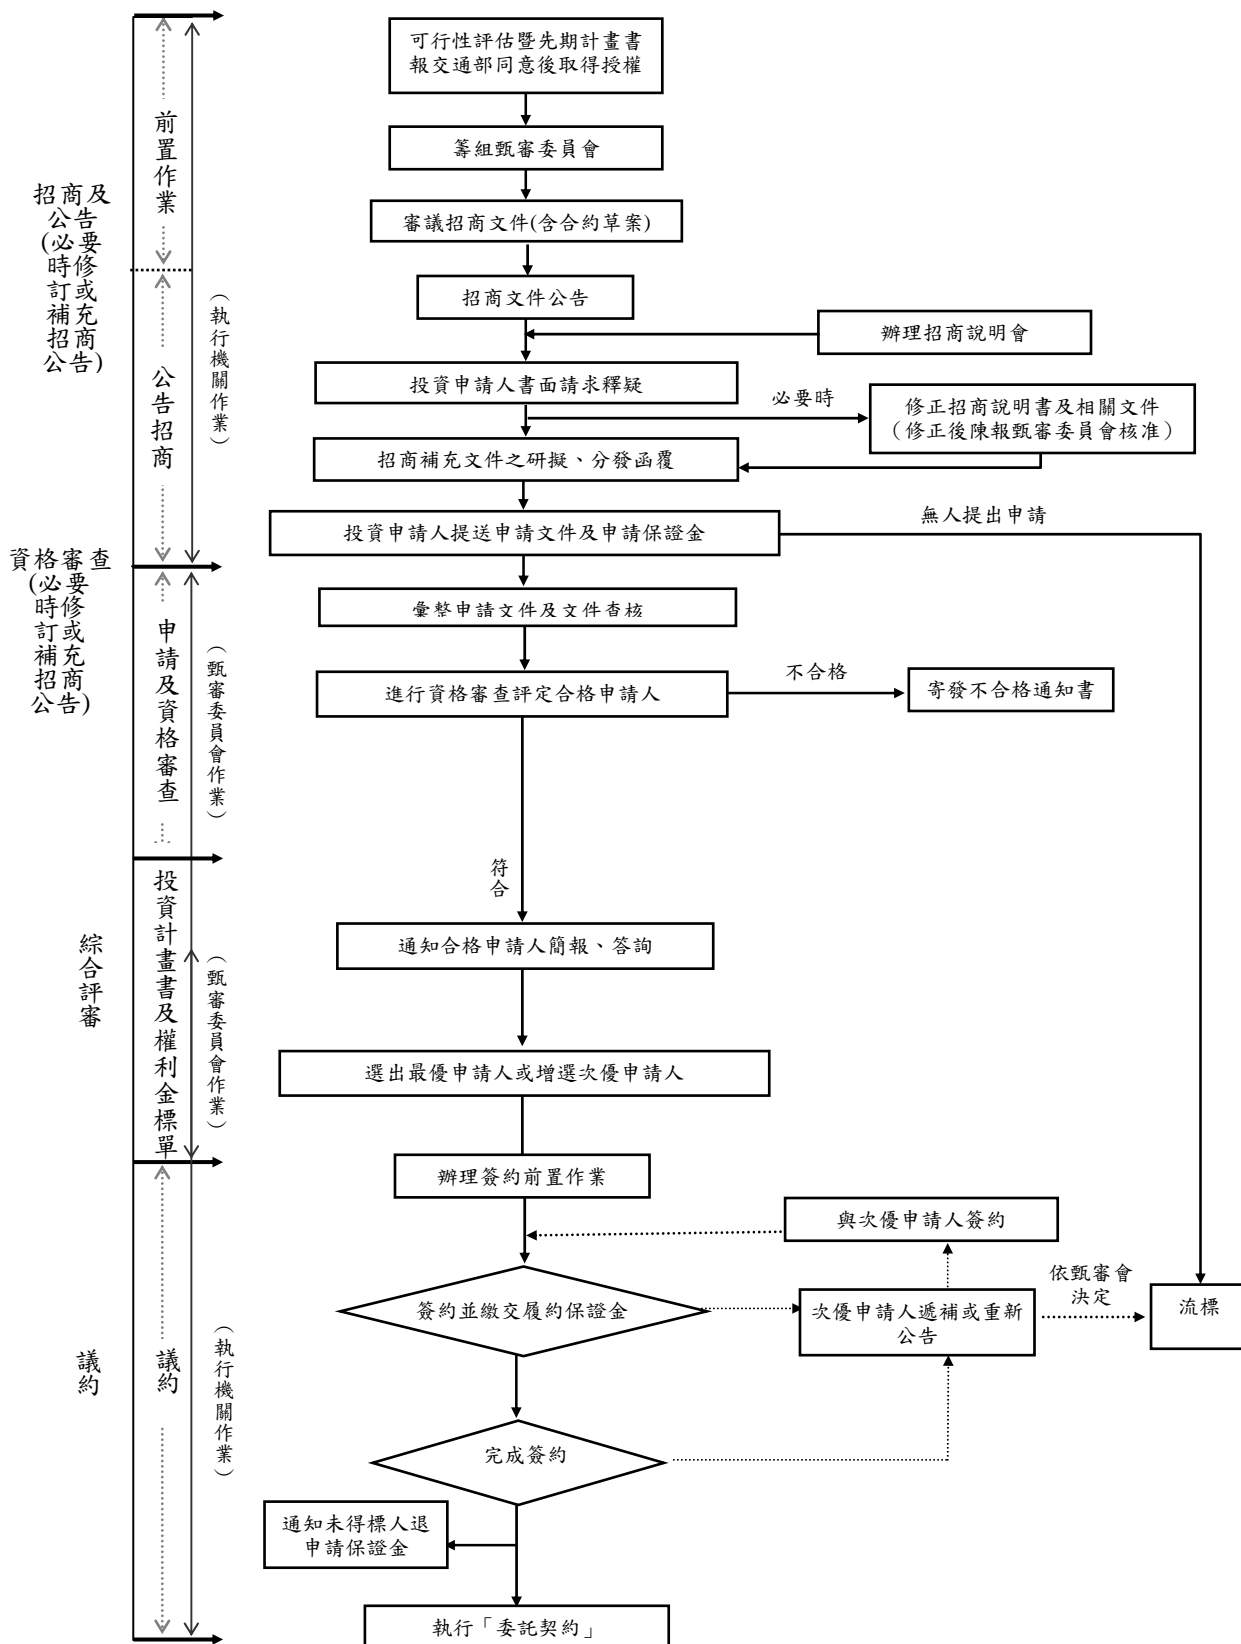 可行性評估暨先期計畫書
報交通部同意後取得授權
籌組甄審委員會
審議招商文件(含合約草案)
招商文件公告
辦理招商說明會
投資申請人書面請求釋疑
必要時
修正招商說明書及相關文件
（修正後陳報甄審委員會核准）
招商補充文件之研擬、分發函覆
投資申請人提送申請文件及申請保證金
無人提出申請
彙整申請文件及文件查核
進行資格審查評定合格申請人
不合格
寄發不合格通知書
符合
通知合格申請人簡報、答詢
選出最優申請人或增選次優申請人
辦理簽約前置作業
與次優申請人簽約
簽約並繳交履約保證金
次優申請人遞補或重新
公告
依甄審會
決定
流標
完成簽約
通知未得標人退
申請保證金
執行「委託契約」
招商及
公告
(必要
時修
訂或
補充
招商
公告)
前置作業
公告招商
（執行機關作業）
資格審查
(必要
時修
訂或
補充
招商
公告)
申請及資格審查
（甄審委員會作業）
綜合評審
投資計畫書及權利金標單
（甄審委員會作業）
議約
議約
（執行機關作業）